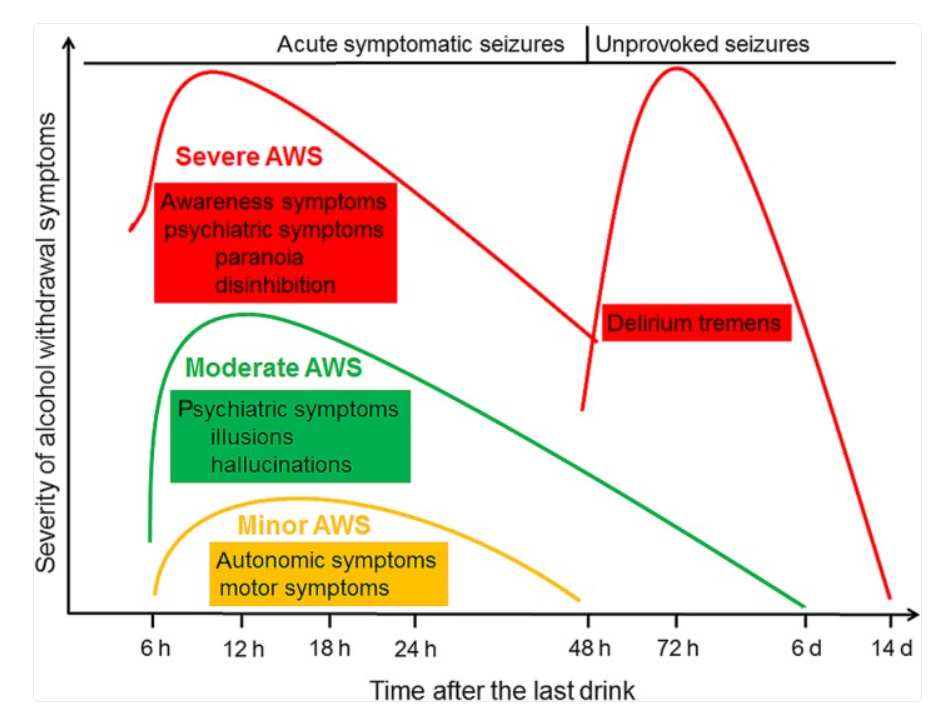 Acute symptomatic seizures
Unprovoked seizures
Severity of alcohol withdrawal symptoms
Severe AWS
Awareness symptoms
psychiatric symptoms
paranoia
disinhibition
Delirium tremens
Moderate AWS
Psychiatric symptoms
illusions
hallucinations
Minor AWS
Autonomic symptoms
motor symptoms
6 h
12 h
18 h
24 h
48 h
72 h
6 d
14 d
Time after the last drink